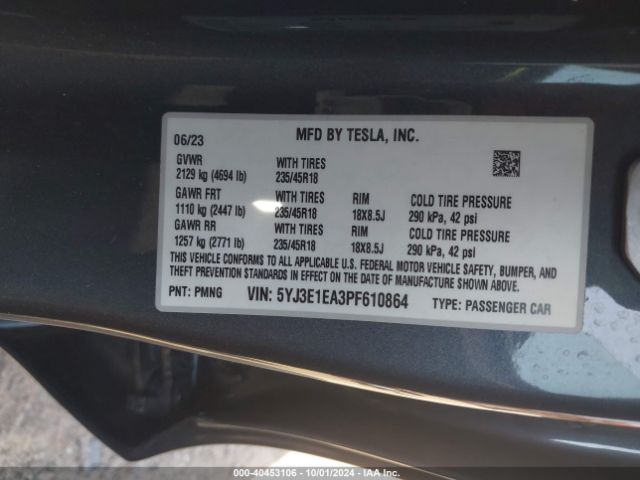 06/23 MFD BY TESLA, INC.
GVWR WITH TIRES
2129 kg (4694 lb) 235/45R18
GAWR FRT WITH TIRES RIM COLD TIRE PRESSURE
1110 kg (2447 lb) 235/45R18 18X8.5J 290 kPa, 42 psi
GAWR RR WITH TIRES RIM COLD TIRE PRESSURE
1257 kg (2771 lb) 235/45R18 18X8.5J 290 kPa, 42 psi
THIS VEHICLE CONFORMS TO ALL APPLICABLE U.S. FEDERAL MOTOR VEHICLE SAFETY, BUMPER, AND
THEFT PREVENTION STANDARDS IN EFFECT ON THE DATE OF MANUFACTURE SHOWN ABOVE.
PNT: PMNG VIN: 5YJ3E1EA3PF610864 TYPE: PASSENGER CAR
000-40453106 - 10/01/2024 - IAAI.com